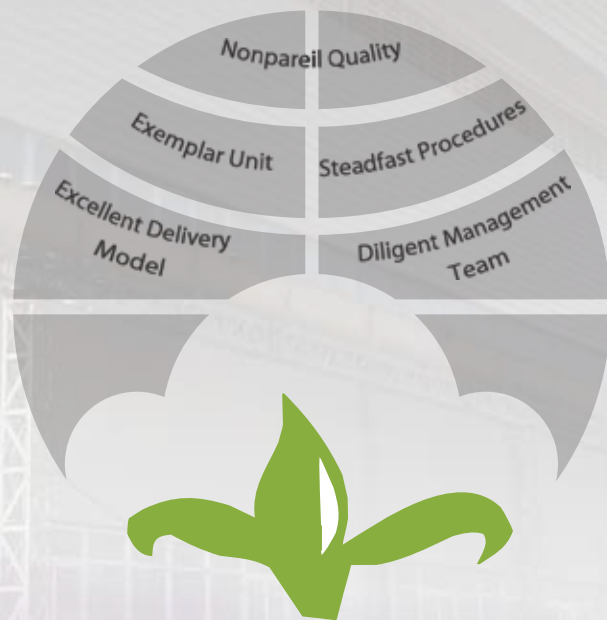 Nonpareil Quality
Exemplar Unit
Steadfast Procedures
Excellent Delivery
Model
Diligent Management
Team